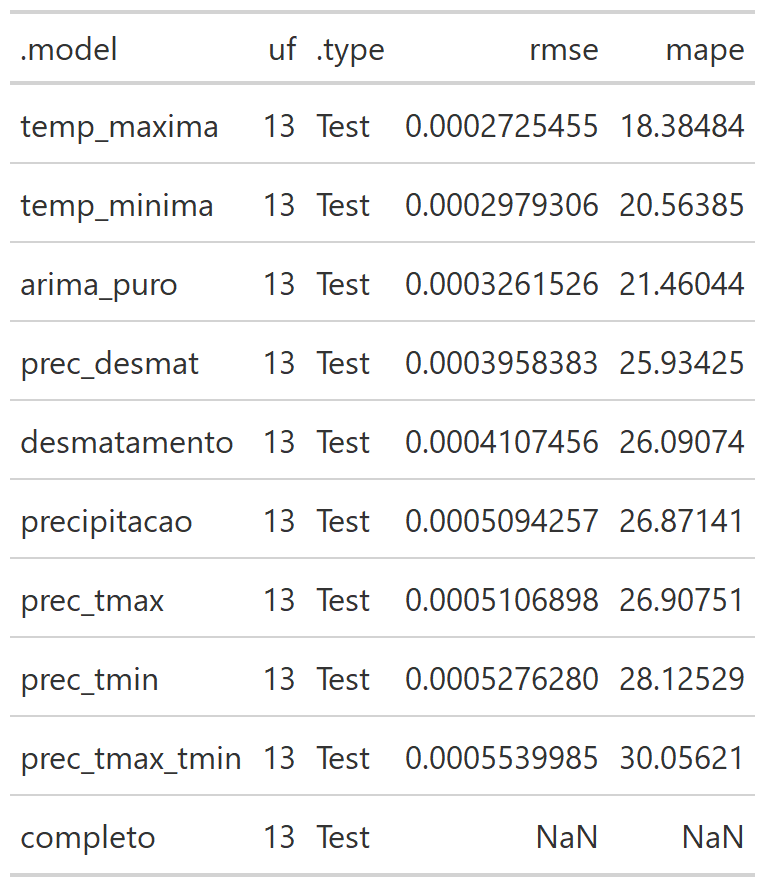 .model uf .type rmse mape
temp_maxima 13 Test 0.0002725455 18.38484
temp_minima 13 Test 0.0002979306 20.56385
arima_puro 13 Test 0.0003261526 21.46044
prec_desmat 13 Test 0.0003958383 25.93425
desmatamento 13 Test 0.0004107456 26.09074
precipitacao 13 Test 0.0005094257 26.87141
prec_tmax 13 Test 0.0005106898 26.90751
prec_tmin 13 Test 0.0005276280 28.12529
prec_tmax_tmin 13 Test 0.0005539985 30.05621
completo 13 Test NaN NaN